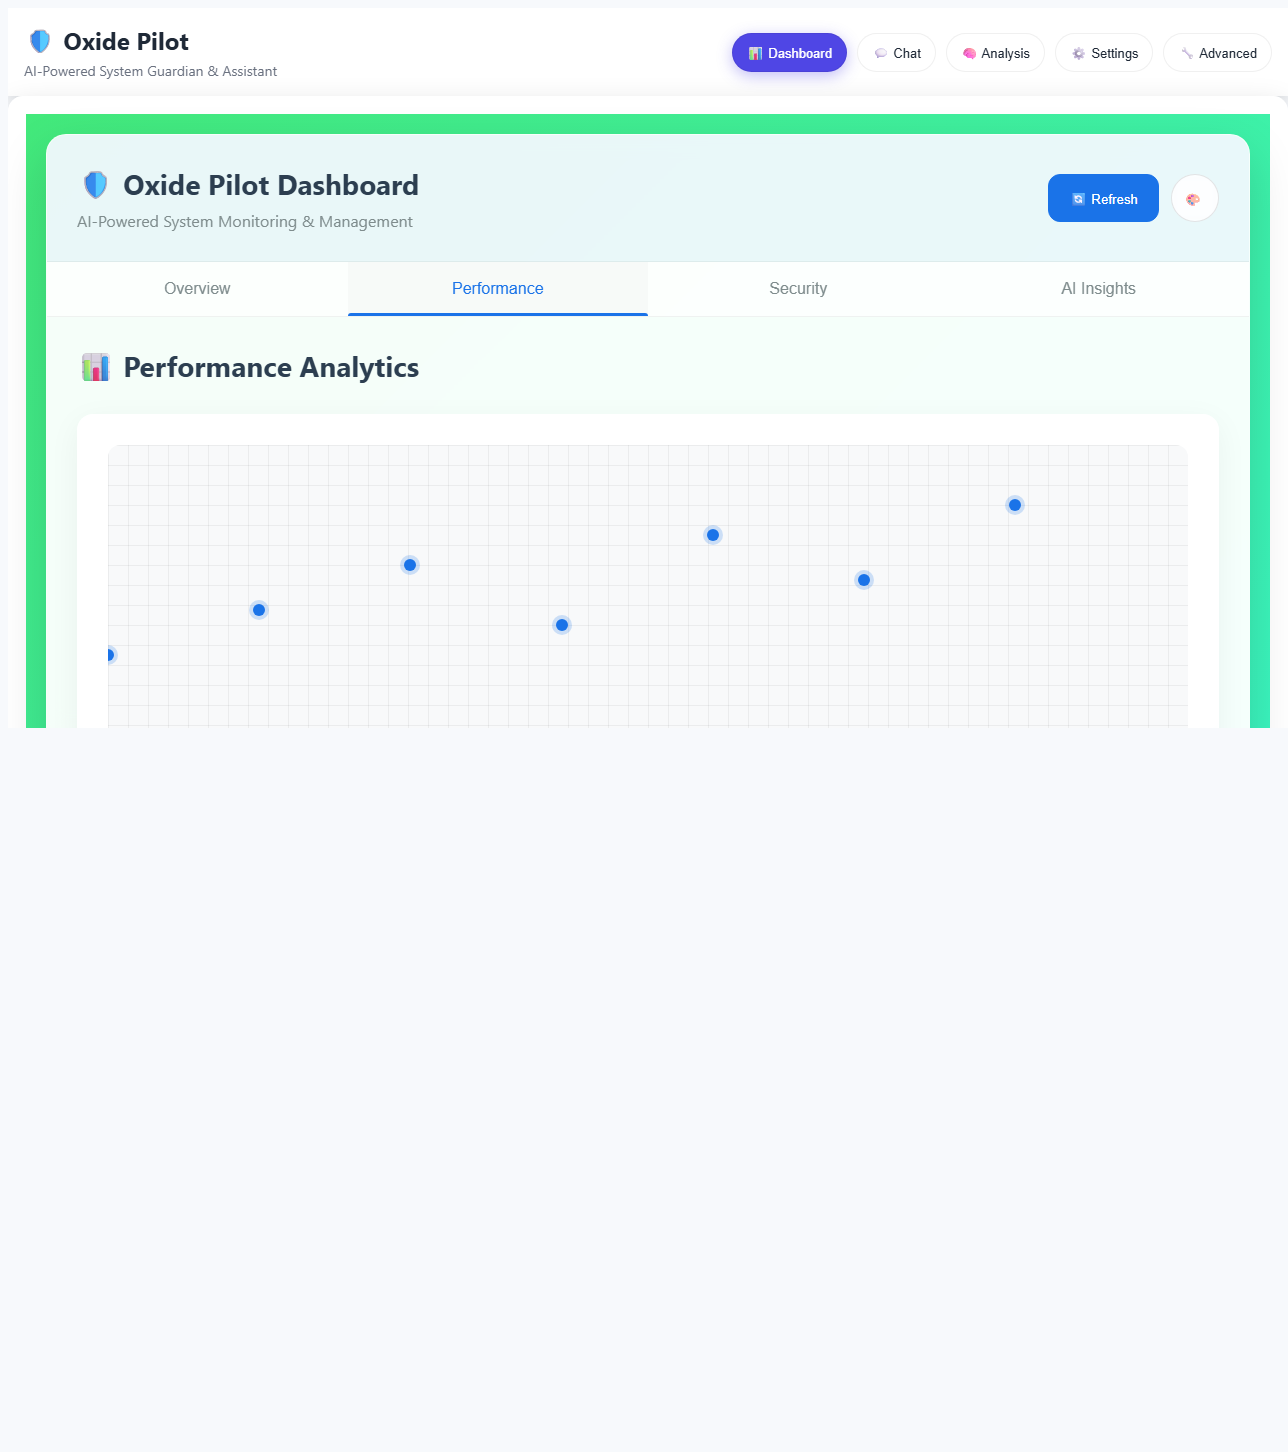 Oxide Pilot
AI-Powered System Guardian & Assistant
Dashboard
Chat
Analysis
Settings
Advanced
Oxide Pilot Dashboard
AI-Powered System Monitoring & Management
Refresh
Overview
Performance
Security
AI Insights
Performance Analytics